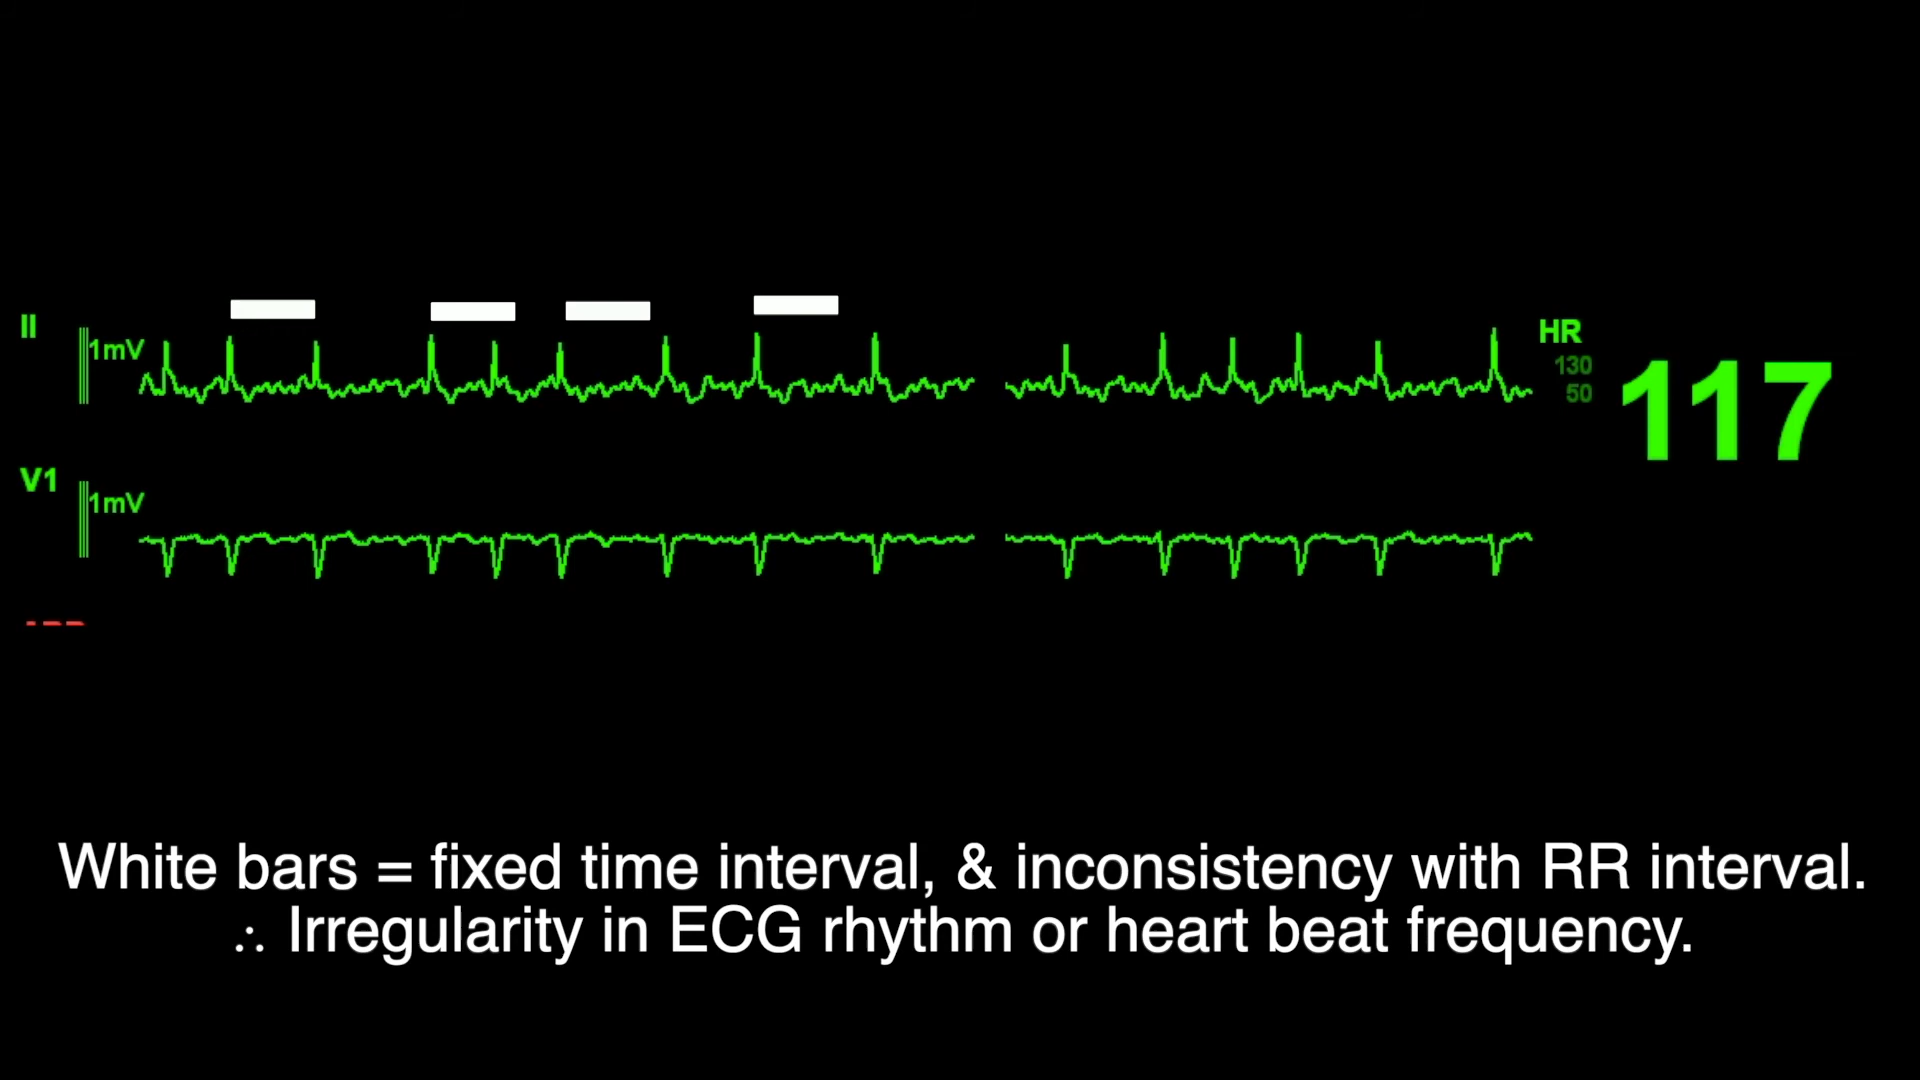 II
1mV
HR
130
50
117
V1
1mV
---
White bars = fixed time interval, & inconsistency with RR interval.
∴ Irregularity in ECG rhythm or heart beat frequency.